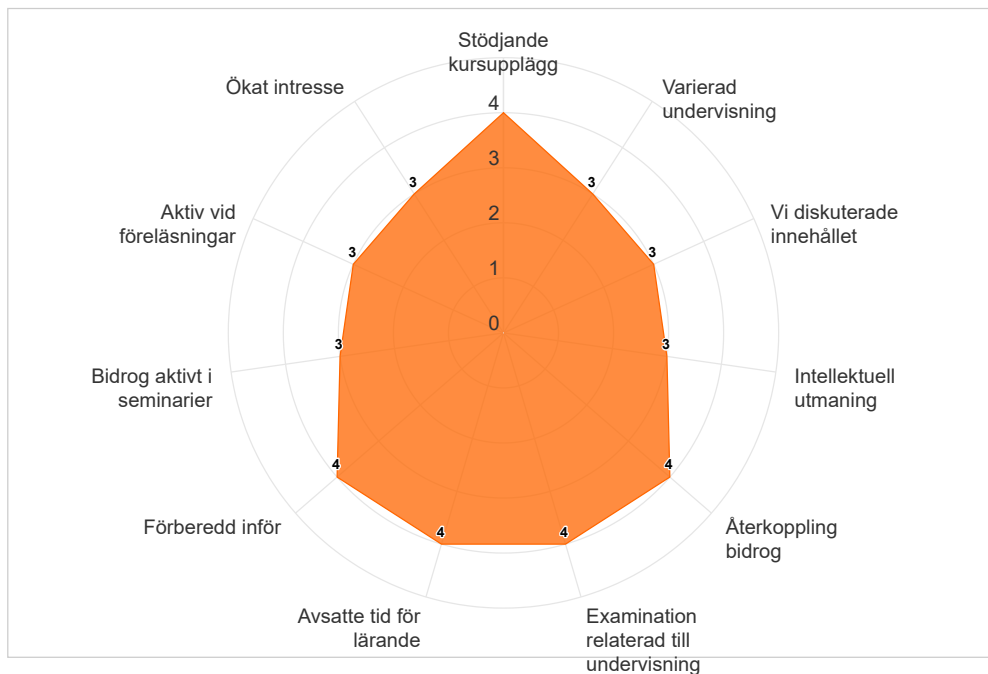 Stödjande
kursupplägg
Ökat intresse
Varierad
undervisning
4
3
3
3
Aktiv vid
föreläsningar
Vi diskuterade
innehållet
3
3
2
1
0
3
3
Bidrog aktivt i
seminarier
Intellektuell
utmaning
4
4
Förberedd inför
Återkoppling
bidrog
4
4
Avsatte tid för
lärande
Examination
relaterad till
undervisning